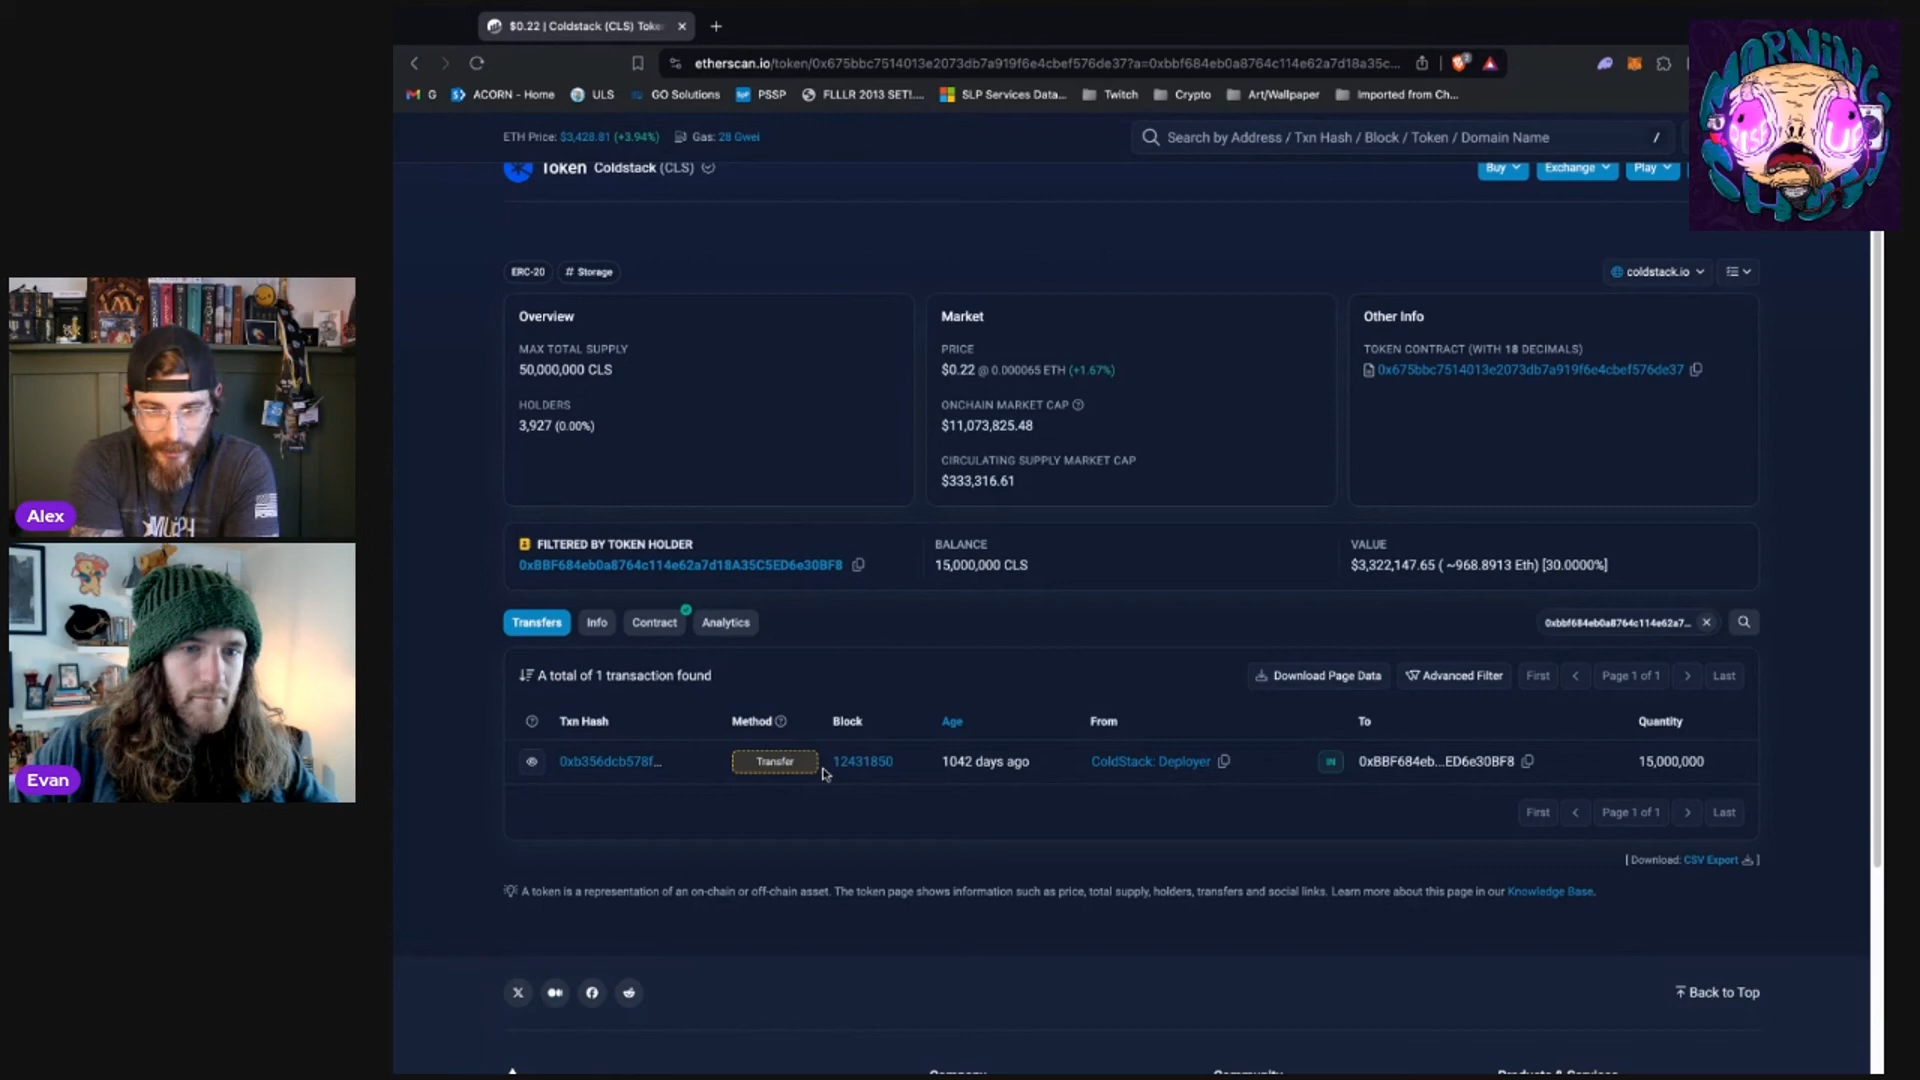 $0.22 | Coldstack (CLS) Toke
etherscan.io/token/0x675bbc7514013e2073db7a919f6e4cbef576de37?a=0xbbf684eb0a8764c114e62a7d18a35c...
G
ACORN - Home
ULS
GO Solutions
PSSP
FLLLR 2013 SET!....
SLP Services Data...
Twitch
Crypto
Art/Wallpaper
Imported from Ch...
MORNING
RISE UP
ETH Price: $3,428.81 (+3.94%)
Gas: 28 Gwei
Search by Address / Txn Hash / Block / Token / Domain Name
/
Token Coldstack (CLS)
Buy
Exchange
Play
ERC-20
# Storage
coldstack.io
Overview
MAX TOTAL SUPPLY
50,000,000 CLS
HOLDERS
3,927 (0.00%)
Market
PRICE
$0.22 @ 0.000065 ETH (+1.67%)
ONCHAIN MARKET CAP
$11,073,825.48
CIRCULATING SUPPLY MARKET CAP
$333,316.61
Other Info
TOKEN CONTRACT (WITH 18 DECIMALS)
0x675bbc7514013e2073db7a919f6e4cbef576de37
FILTERED BY TOKEN HOLDER
0xBBF684eb0a8764c114e62a7d18A35C5ED6e30BF8
BALANCE
15,000,000 CLS
VALUE
$3,322,147.65 ( ~968.8913 Eth) [30.0000%]
Transfers
Info
Contract
Analytics
0xbbf684eb0a8764c114e62a7...
A total of 1 transaction found
Download Page Data
Advanced Filter
First
Page 1 of 1
Last
Txn Hash
Method
Block
Age
From
To
Quantity
0xb356dcb578f...
Transfer
12431850
1042 days ago
ColdStack: Deployer
IN
0xBBF684eb...ED6e30BF8
15,000,000
First
Page 1 of 1
Last
[ Download: CSV Export ]
A token is a representation of an on-chain or off-chain asset. The token page shows information such as price, total supply, holders, transfers and social links. Learn more about this page in our Knowledge Base.
Back to Top
Company
Community
Products & Services
Alex
MURPH
Evan